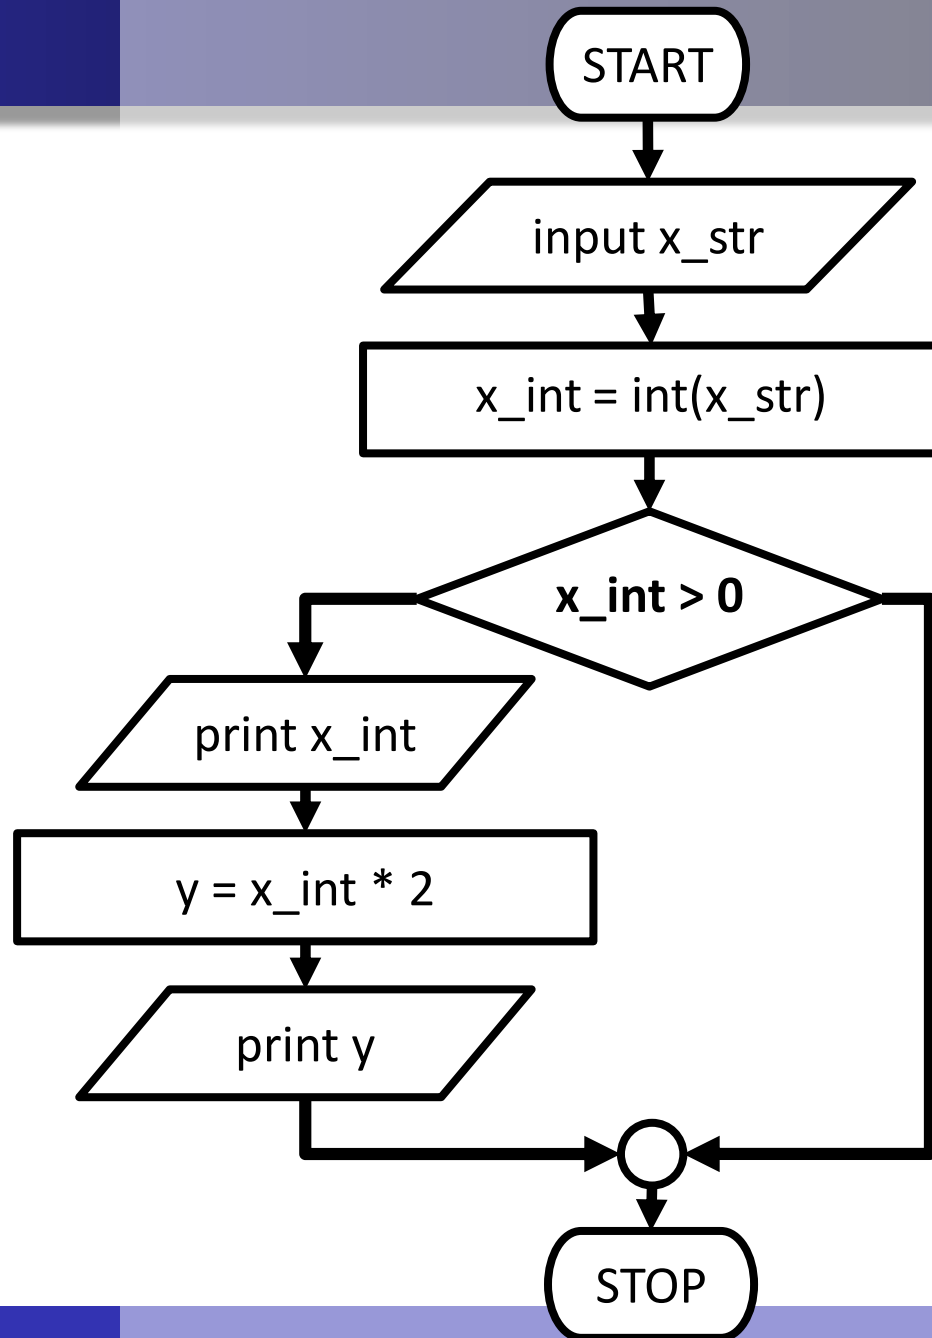 START
input x_str
x_int = int(x_str)
x_int > 0
print x_int
y = x_int * 2
print y
STOP